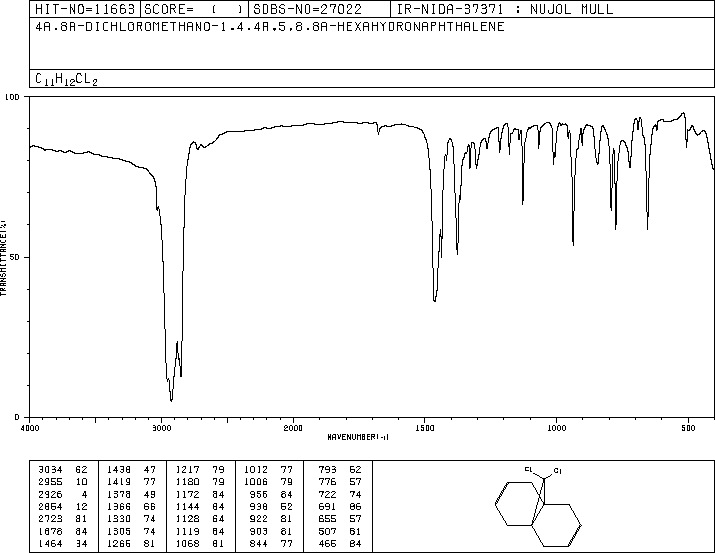 HIT-NO=11663 SCORE= ( ) SDBS-NO=27022 IR-NIDA-37371 : NUJOL MULL
4A,8A-DICHLOROMETHANO-1,4,4A,5,8,8A-HEXAHYDRONAPHTHALENE
C11H12CL2
100
50
0
TRANSMITTANCE(%)
4000 3000 2000 1500 1000 500
WAVENUMBER(-1)
3034 62 1438 47 1217 79 1012 77 793 62
2955 10 1419 77 1180 79 1006 79 776 57
2926 4 1378 49 1172 84 956 84 722 74
2854 12 1366 66 1144 84 938 52 691 86
2723 81 1330 74 1128 64 922 81 655 57
1678 84 1305 74 1119 84 903 81 507 81
1464 34 1265 81 1068 81 844 77 466 84
Cl Cl